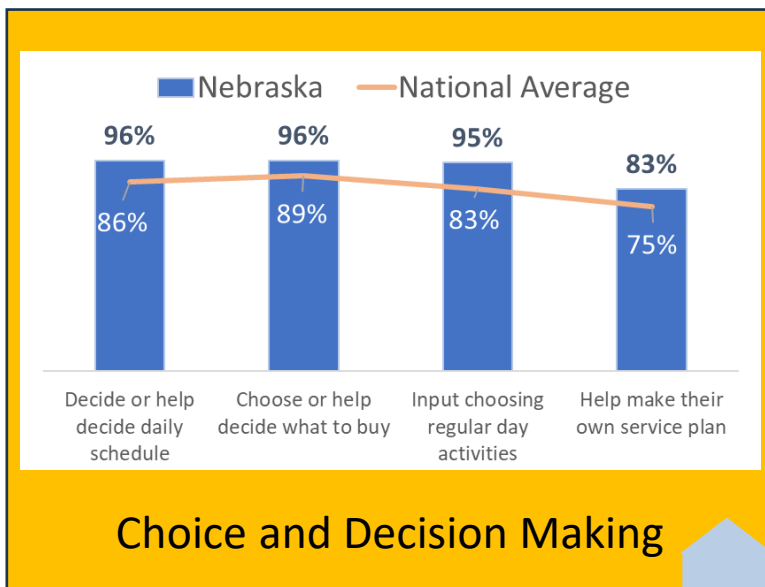 Nebraska National Average
96% 96% 95% 83%
86% 89% 83% 75%
Decide or help decide daily schedule
Choose or help decide what to buy
Input choosing regular day activities
Help make their own service plan
Choice and Decision Making